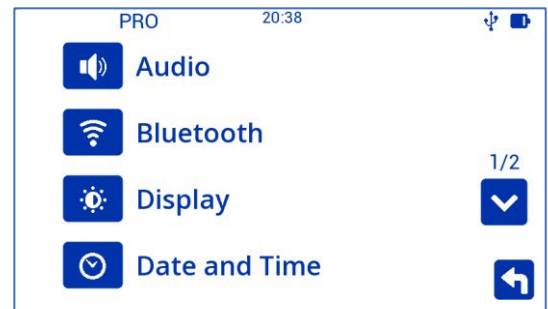 PRO 20:38
Audio
Bluetooth
1/2
Display
Date and Time